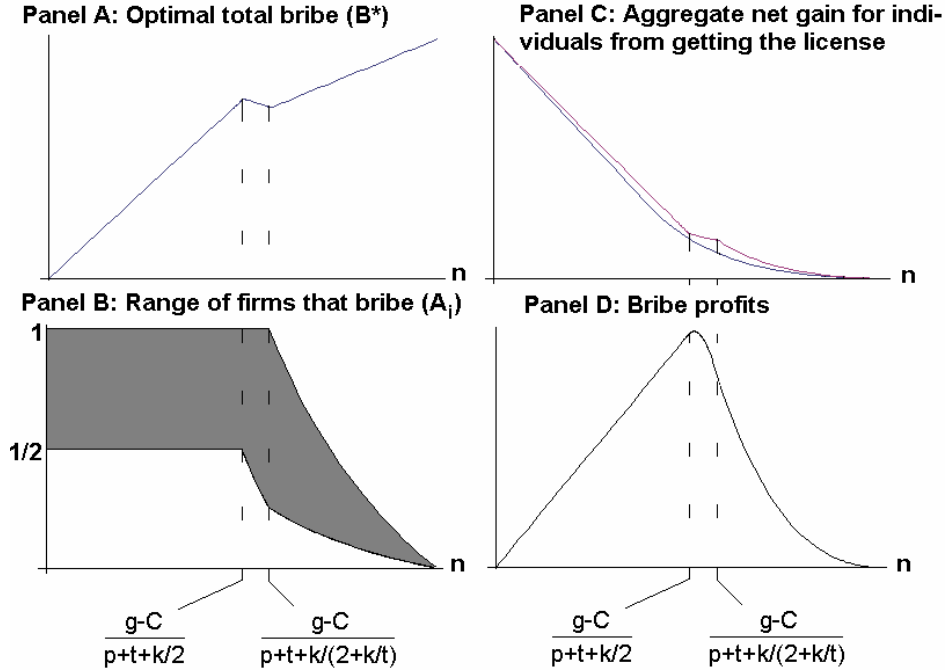 Panel A: Optimal total bribe (B*)
n
Panel C: Aggregate net gain for indi-
viduals from getting the license
n
Panel B: Range of firms that bribe (Ai)
1
1/2
n
g-C
p+t+k/2
g-C
p+t+k/(2+k/t)
Panel D: Bribe profits
n
g-C
p+t+k/2
g-C
p+t+k/(2+k/t)